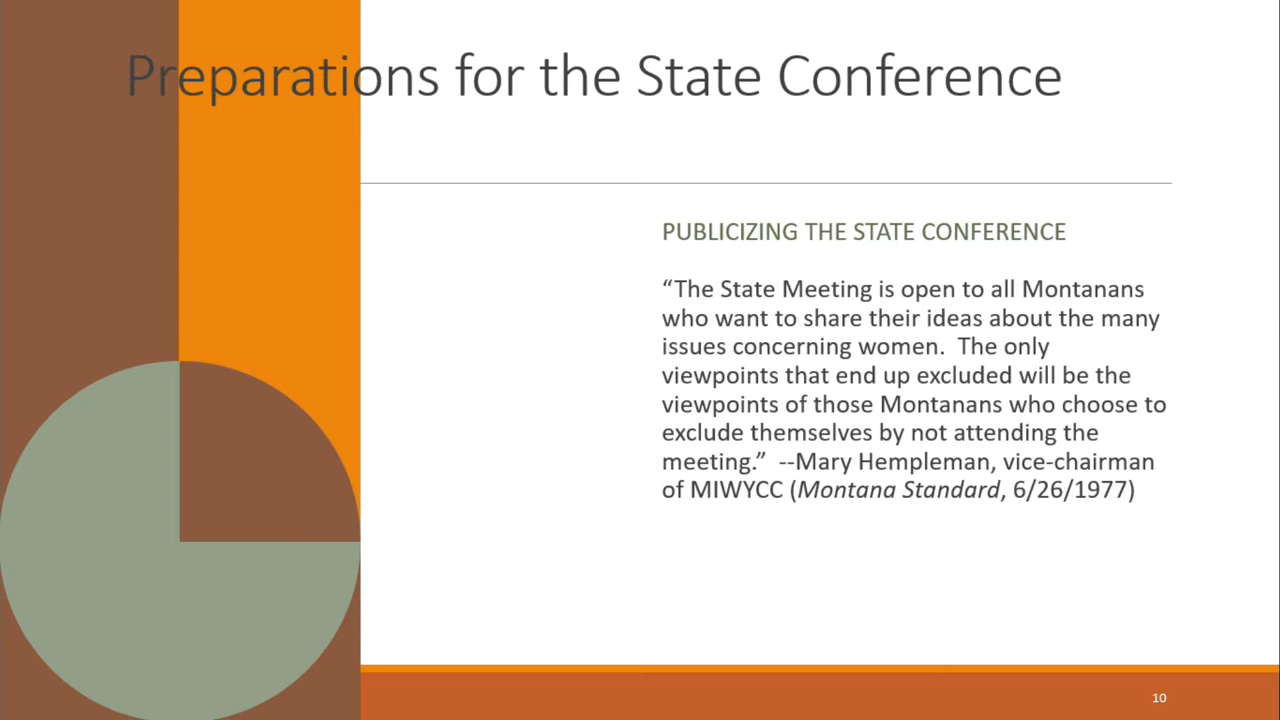 Preparations for the State Conference
PUBLICIZING THE STATE CONFERENCE
“The State Meeting is open to all Montanans
who want to share their ideas about the many
issues concerning women.  The only
viewpoints that end up excluded will be the
viewpoints of those Montanans who choose to
exclude themselves by not attending the
meeting.”  --Mary Hempleman, vice-chairman
of MIWYCC (Montana Standard, 6/26/1977)
10